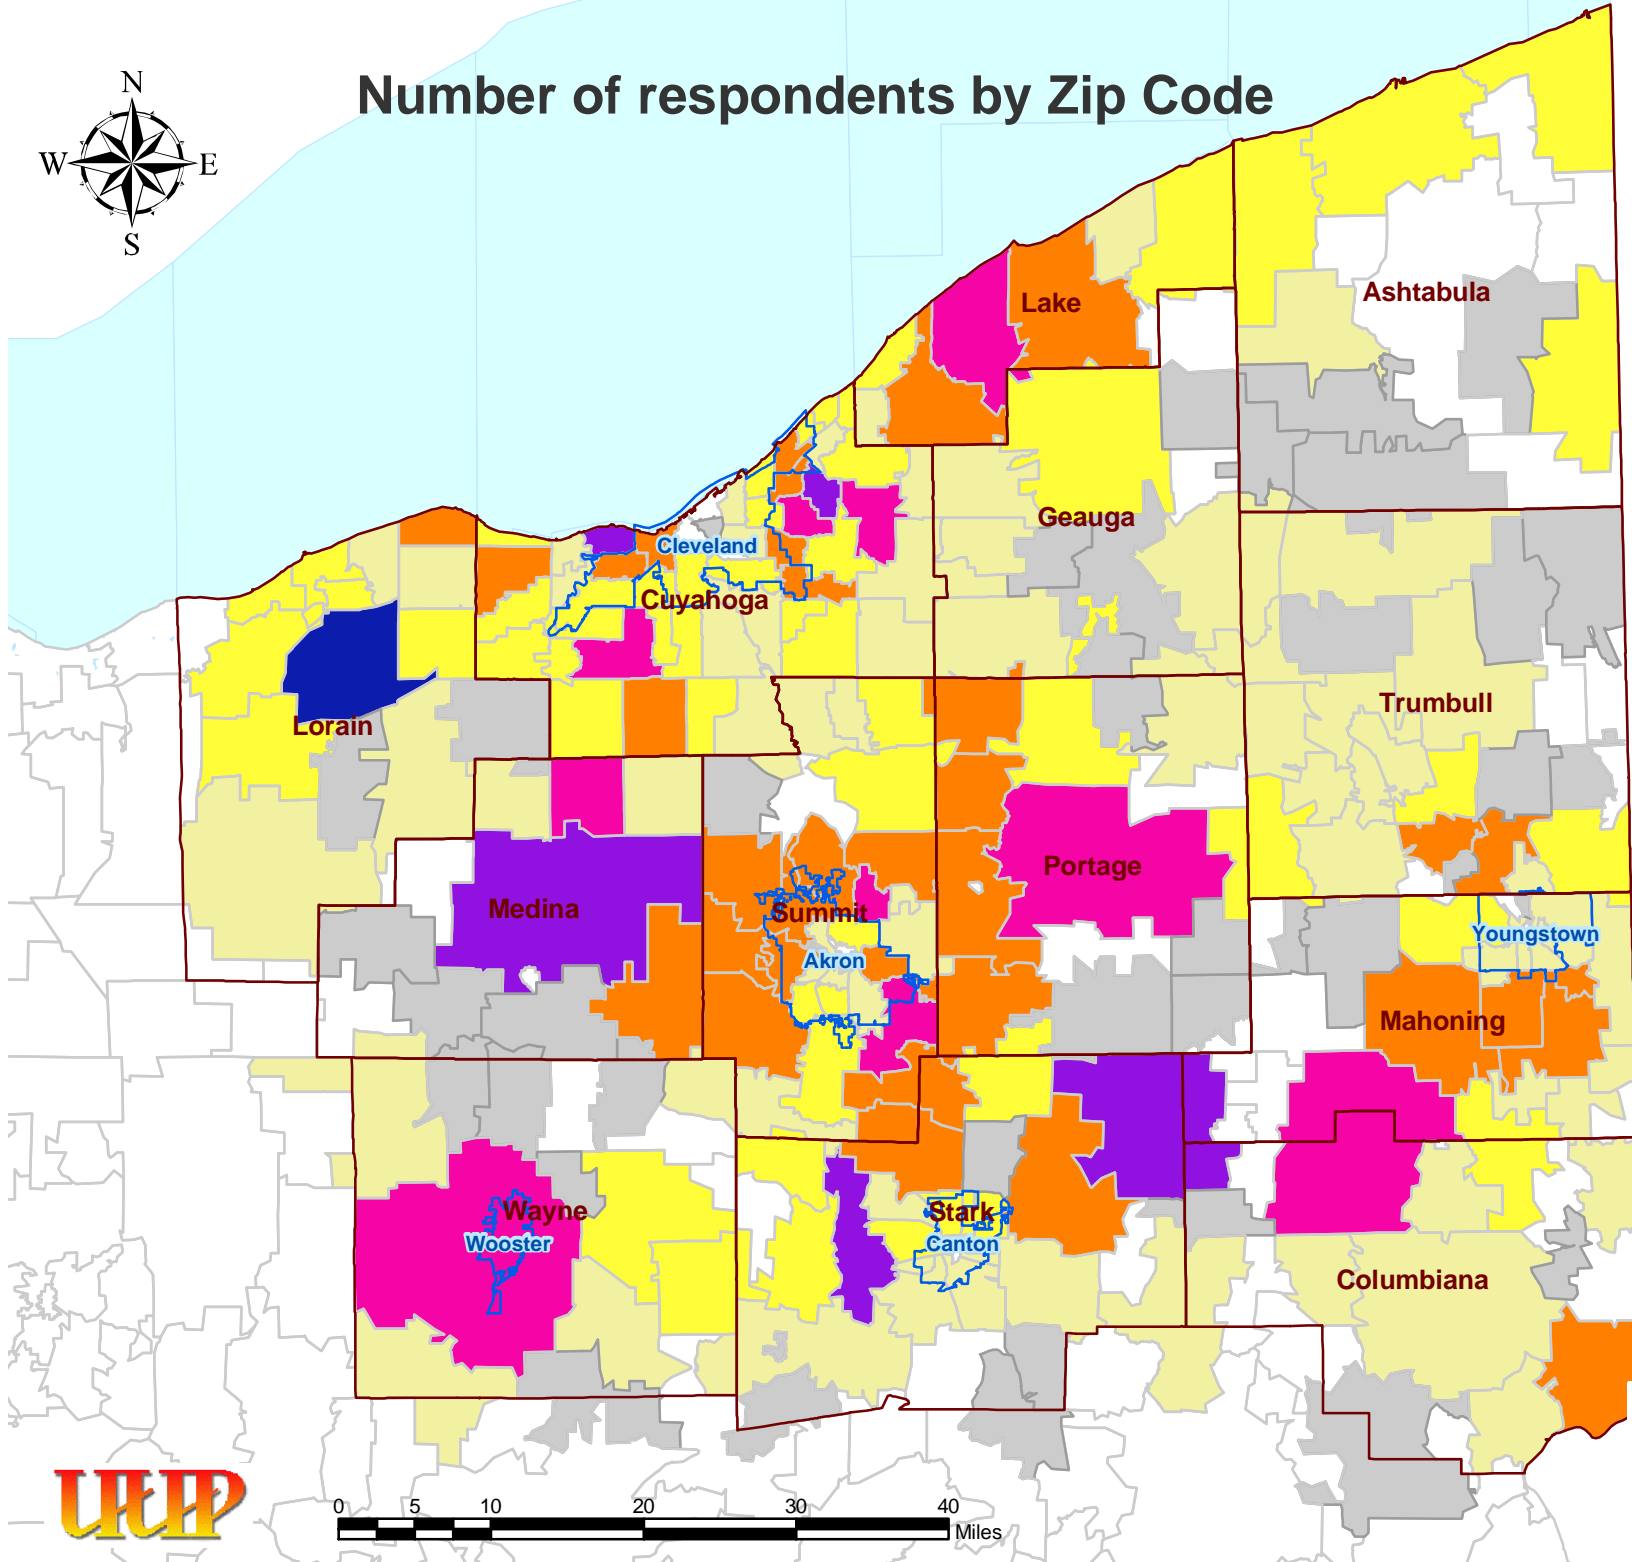 Number of respondents by Zip Code
N
W E
S
Lake
Ashtabula
Geauga
Cleveland
Cuyahoga
Trumbull
Lorain
Portage
Medina
Summit
Youngstown
Akron
Mahoning
Wayne
Stark
Wooster
Canton
Columbiana
0 5 10 20 30 40
Miles